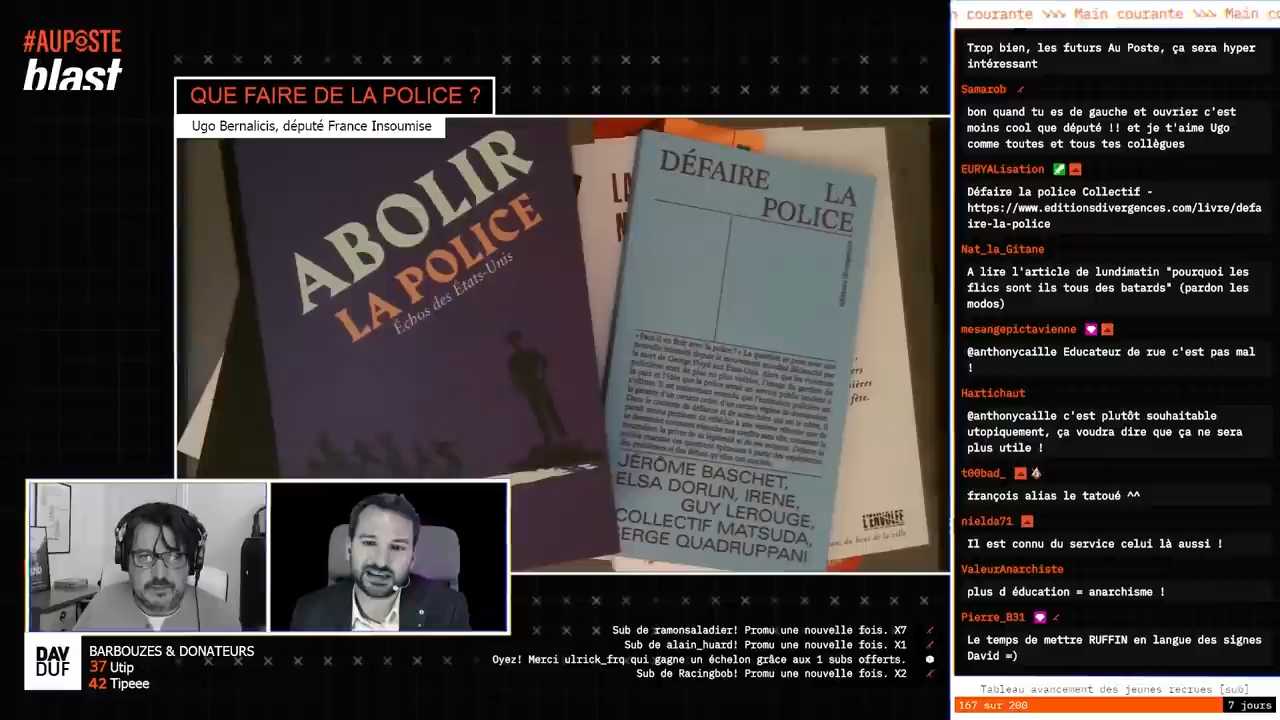 #AUPOSTE
blast
QUE FAIRE DE LA POLICE ?
Ugo Bernalicis, député France Insoumise
ABOLIR
LA POLICE
Échos des États-Unis
DÉFAIRE LA
POLICE
JÉRÔME BASCHET,
ELSA DORLIN, IRENE,
GUY LEROUGE,
COLLECTIF MATSUDA,
SERGE QUADRUPPANI
L'ENVOLÉE
DAV
DUF
BARBOUZES & DONATEURS
37 Utip
42 Tipeee
Sub de ramonsaladier! Promu une nouvelle fois. X7
Sub de alain_huard! Promu une nouvelle fois. X1
Oyez! Merci ulrick_frq qui gagne un échelon grâce aux 1 subs offerts.
Sub de Racingbob! Promu une nouvelle fois. X2
courante Main courante Main co
Trop bien, les futurs Au Poste, ça sera hyper
intéressant
Samarob
bon quand tu es de gauche et ouvrier c'est
moins cool que député !! et je t'aime Ugo
comme toutes et tous tes collègues
EURYALisation
Défaire la police Collectif -
https://www.editionsdivergences.com/livre/defa
ire-la-police
Nat_la_Gitane
A lire l'article de lundimatin "pourquoi les
flics sont ils tous des batards" (pardon les
modos)
mesangepictavienne
@anthonycaille Educateur de rue c'est pas mal
!
Hartichaut
@anthonycaille c'est plutôt souhaitable
utopiquement, ça voudra dire que ça ne sera
plus utile !
t00bad_
françois alias le tatoué ^^
nielda71
Il est connu du service celui là aussi !
ValeurAnarchiste
plus d éducation = anarchisme !
Pierre_B31
Le temps de mettre RUFFIN en langue des signes
David =)
Tableau avancement des jeunes recrues [sub]
167 sur 200 7 jours